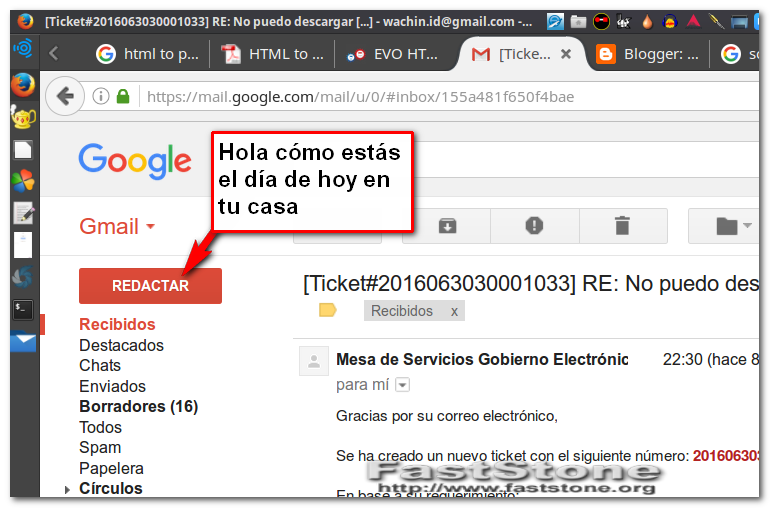 [Ticket#2016063030001033] RE: No puedo descargar [...] - wachin.id@gmail.com -...
html to p...
HTML to ...
EVO HT...
[Ticke...
Blogger: ...
https://mail.google.com/mail/u/0/#inbox/155a481f650f4bae
Google
Hola cómo estás
el día de hoy en
tu casa
Gmail
REDACTAR
[Ticket#2016063030001033] RE: No puedo des
Recibidos x
Recibidos
Destacados
Chats
Enviados
Borradores (16)
Todos
Spam
Papelera
Círculos
Mesa de Servicios Gobierno Electrónic
22:30 (hace 8
para mí
Gracias por su correo electrónico,
Se ha creado un nuevo ticket con el siguiente número: 201606303
En base a su requerimiento:
FastStone
http://www.faststone.org